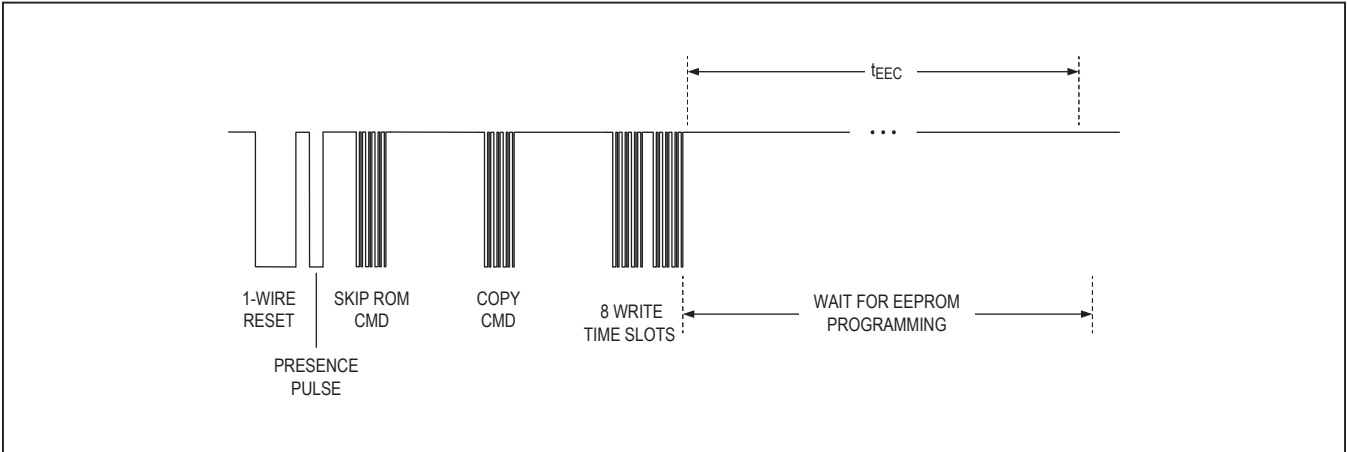 tEEC
• • •
1-WIRE
RESET
SKIP ROM
CMD
COPY
CMD
8 WRITE
TIME SLOTS
WAIT FOR EEPROM
PROGRAMMING
PRESENCE
PULSE